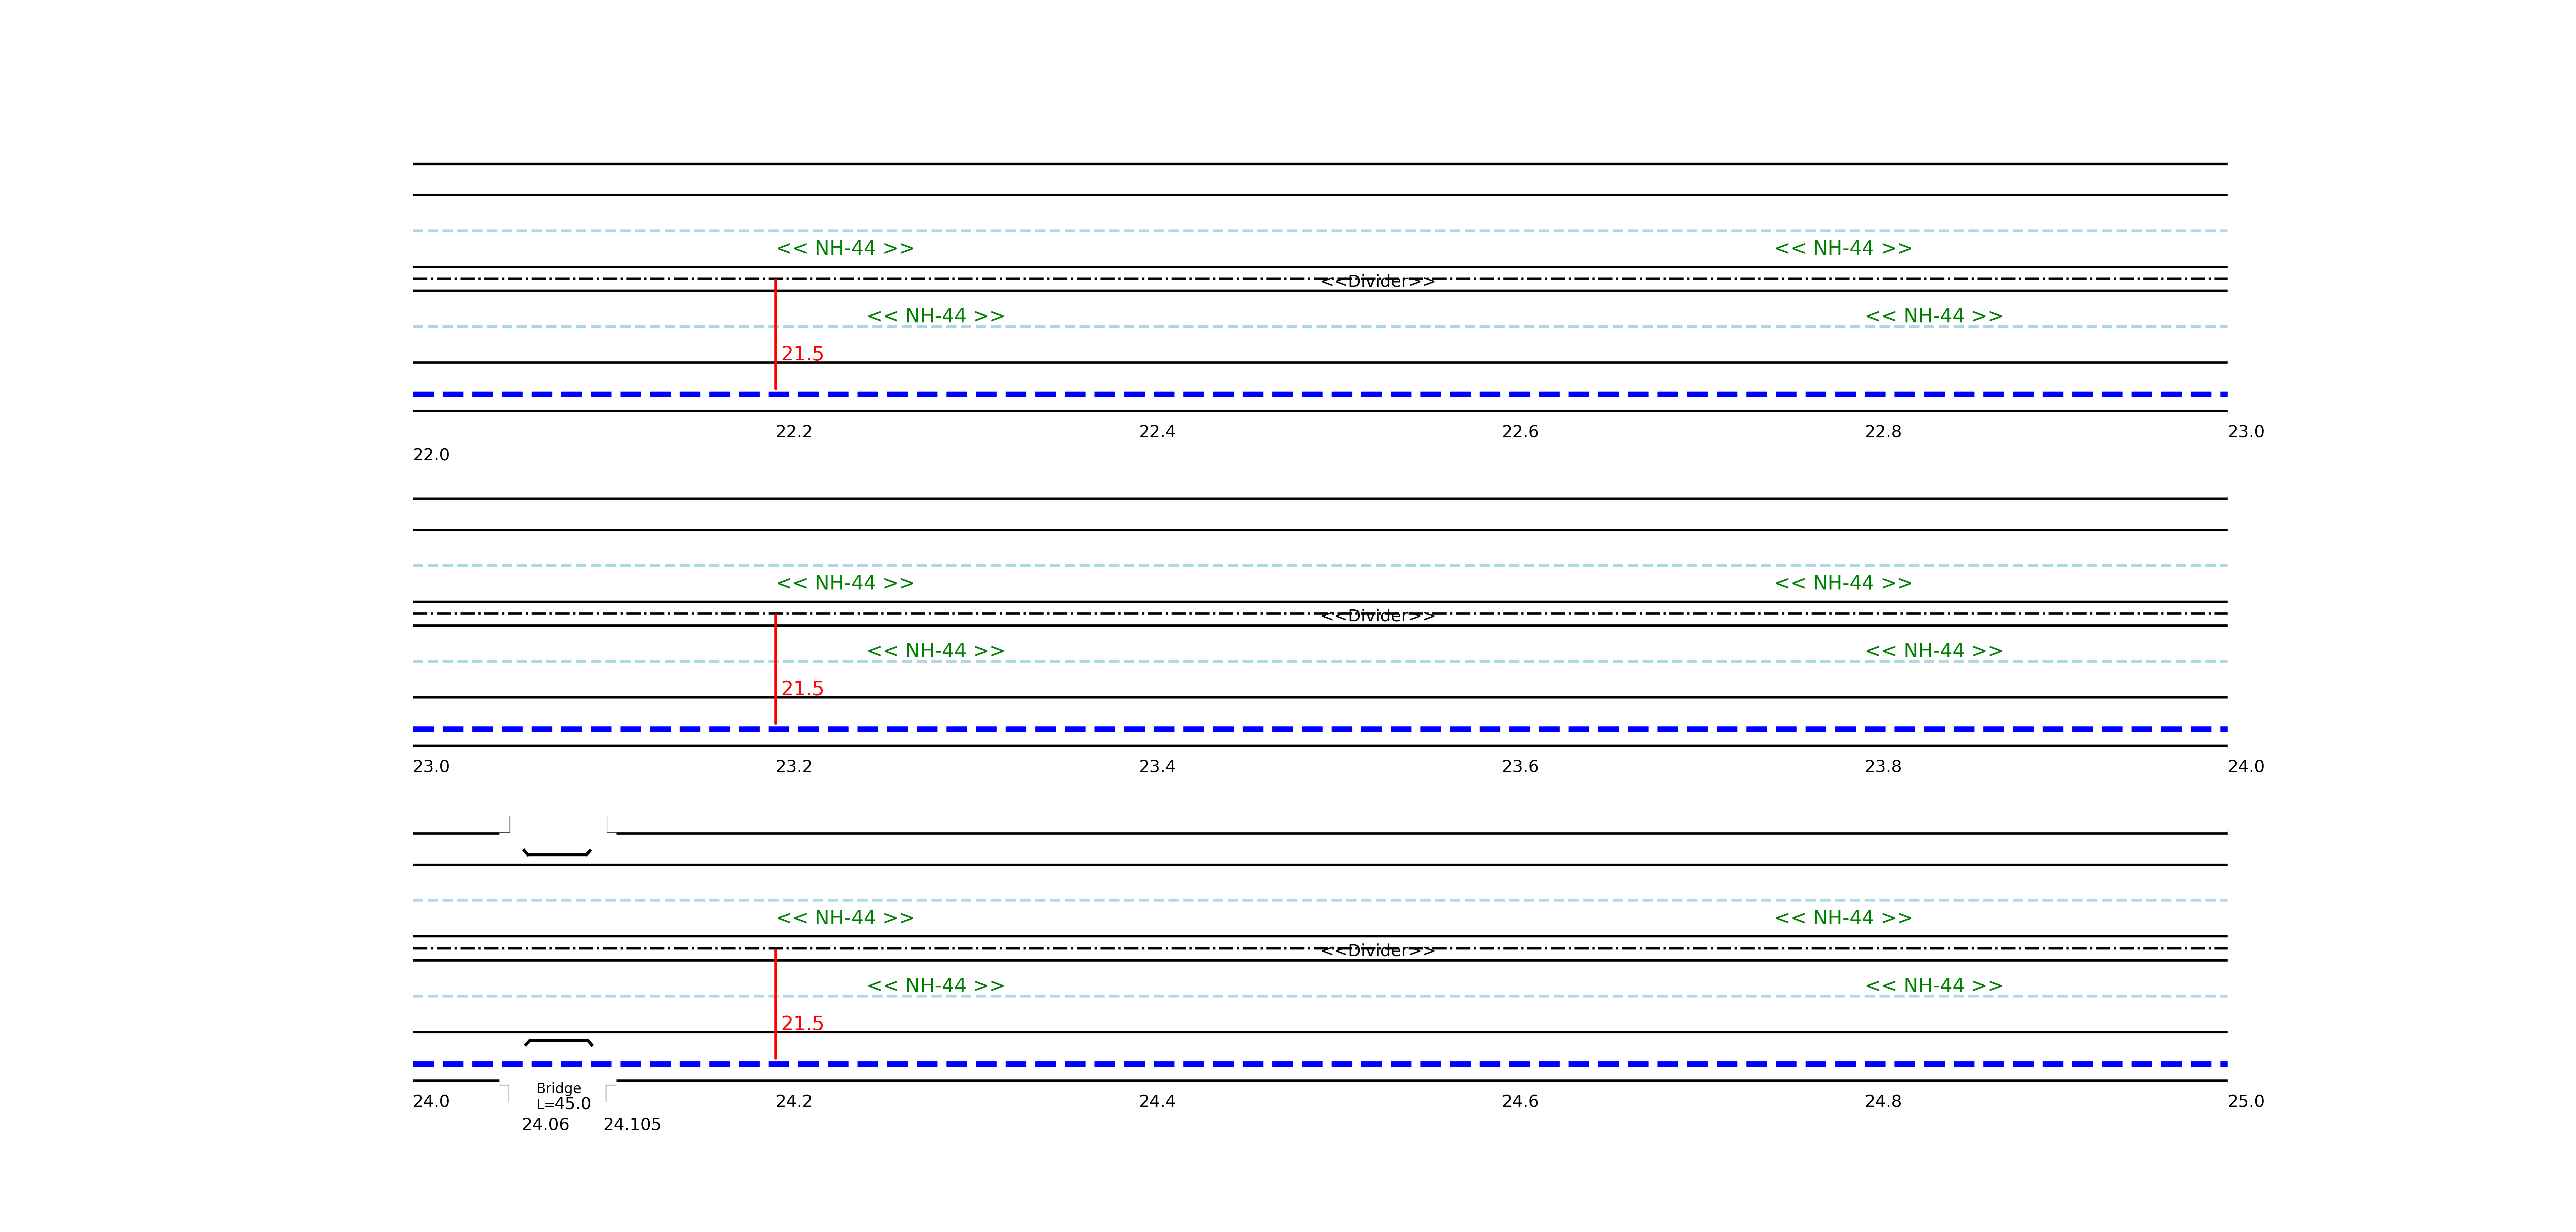 << NH-44 >> << NH-44 >>
<<Divider>>
<< NH-44 >> << NH-44 >>
21.5
22.2 22.4 22.6 22.8 23.0
22.0
<< NH-44 >> << NH-44 >>
<<Divider>>
<< NH-44 >> << NH-44 >>
21.5
23.0 23.2 23.4 23.6 23.8 24.0
<< NH-44 >> << NH-44 >>
<<Divider>>
<< NH-44 >> << NH-44 >>
21.5
Bridge
L=45.0
24.0 24.2 24.4 24.6 24.8 25.0
24.06 24.105